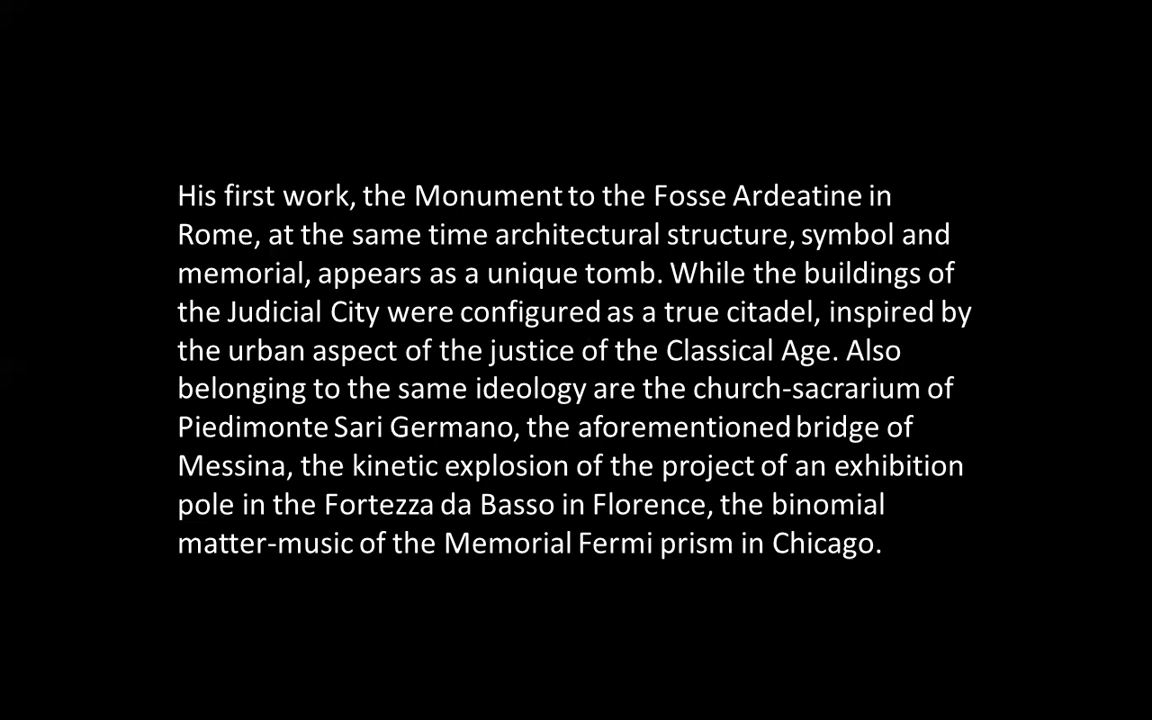 His first work, the Monument to the Fosse Ardeatine in
Rome, at the same time architectural structure, symbol and
memorial, appears as a unique tomb. While the buildings of
the Judicial City were configured as a true citadel, inspired by
the urban aspect of the justice of the Classical Age. Also
belonging to the same ideology are the church-sacrarium of
Piedimonte Sari Germano, the aforementioned bridge of
Messina, the kinetic explosion of the project of an exhibition
pole in the Fortezza da Basso in Florence, the binomial
matter-music of the Memorial Fermi prism in Chicago.